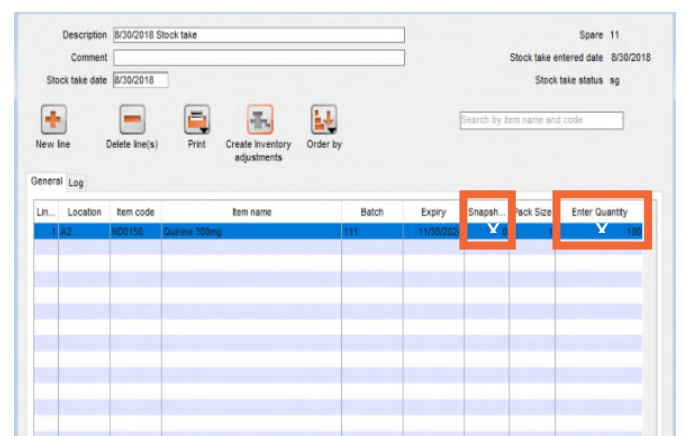 Description 8/30/2018 Stock take Spare 11
Comment Stock take entered date 8/30/2018
Stock take date 8/30/2018 Stock take status sg
Search by item name and code
New line Delete line(s) Print Create Inventory adjustments Order by
General Log
Lin... Location Item code Item name Batch Expiry Snapsh... Pack Size Enter Quantity
1 A2 ND0150 Quinine 300mg 111 11/30/2024 X 0 1 X 100